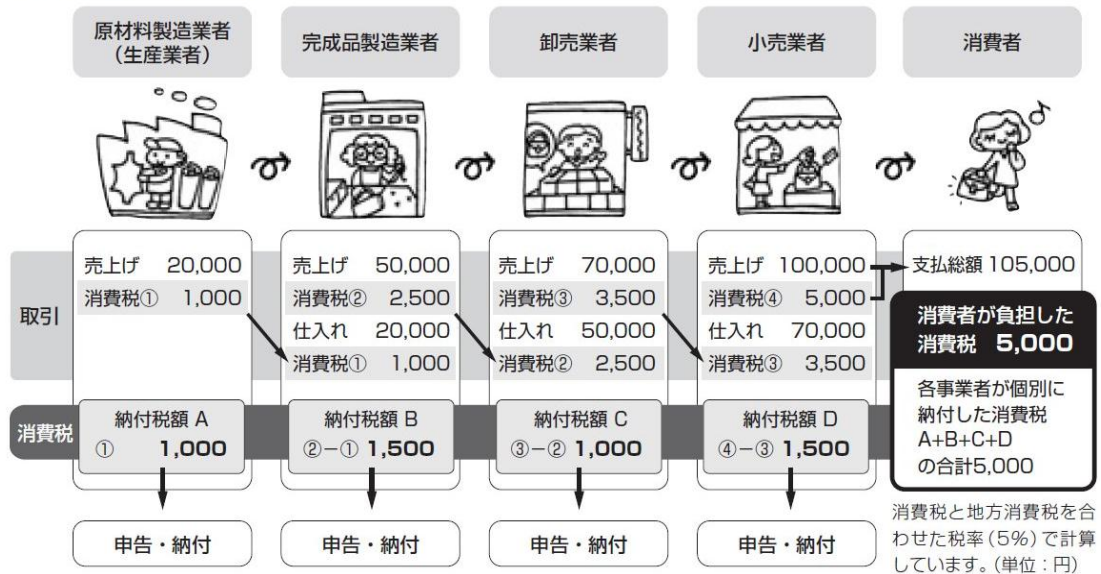 原材料製造業者
（生産業者）
完成品製造業者
卸売業者
小売業者
消費者
取引
売上げ 20,000
消費税① 1,000
売上げ 50,000
消費税② 2,500
仕入れ 20,000
消費税① 1,000
売上げ 70,000
消費税③ 3,500
仕入れ 50,000
消費税② 2,500
売上げ 100,000
消費税④ 5,000
仕入れ 70,000
消費税③ 3,500
支払総額 105,000
消費者が負担した
消費税 5,000
各事業者が個別に
納付した消費税
A+B+C+D
の合計5,000
消費税
納付税額 A
① 1,000
納付税額 B
②－① 1,500
納付税額 C
③－② 1,000
納付税額 D
④－③ 1,500
申告・納付
申告・納付
申告・納付
申告・納付
消費税と地方消費税を合
わせた税率（5%）で計算
しています。（単位：円）